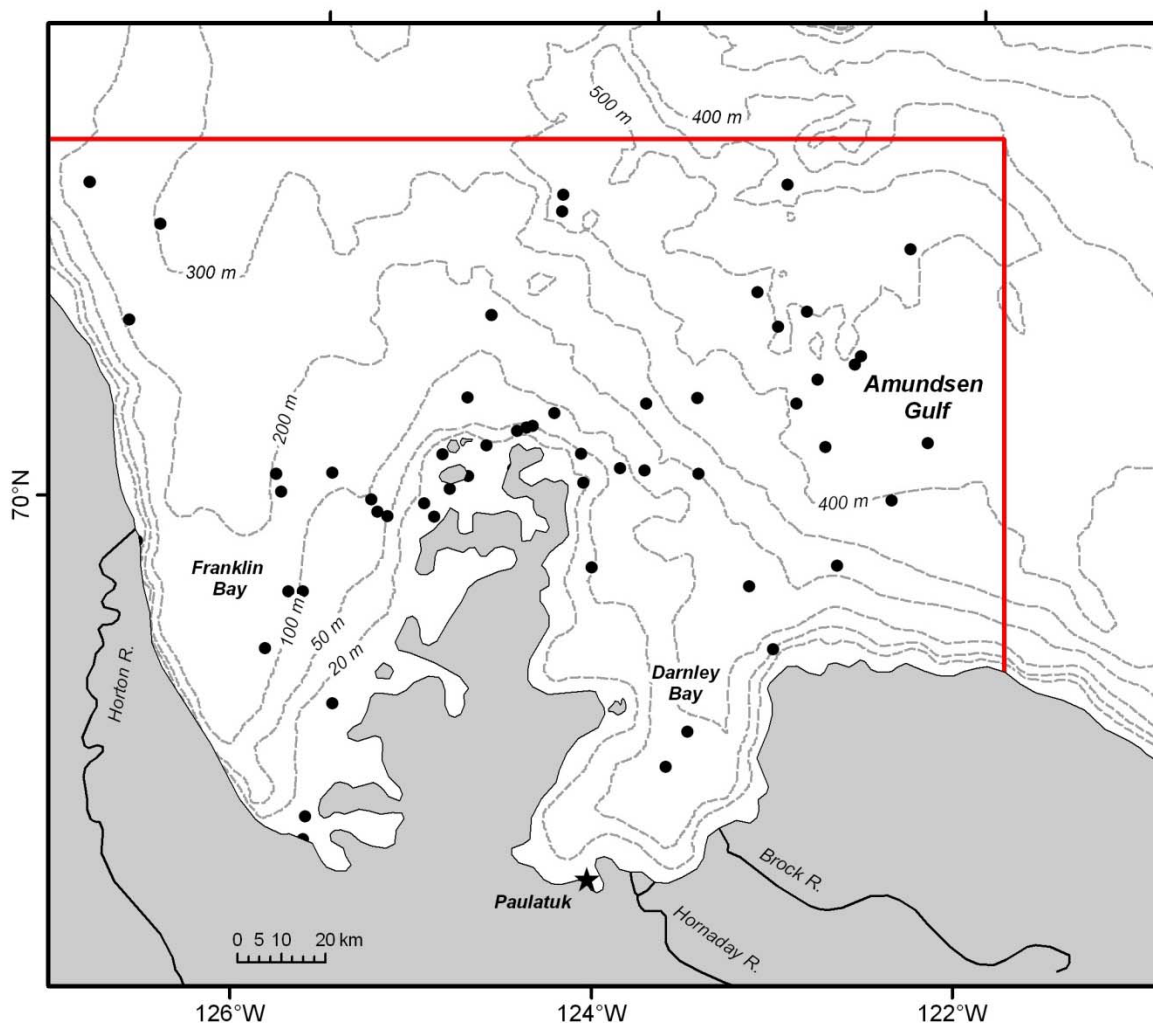 500 m
400 m
300 m
Amundsen
Gulf
200 m
70°N
400 m
Franklin
Bay
100 m
50 m
20 m
Horton R.
Darnley
Bay
Brock R.
Paulatuk
Hornaday R.
0 5 10 20 km
126°W 124°W 122°W